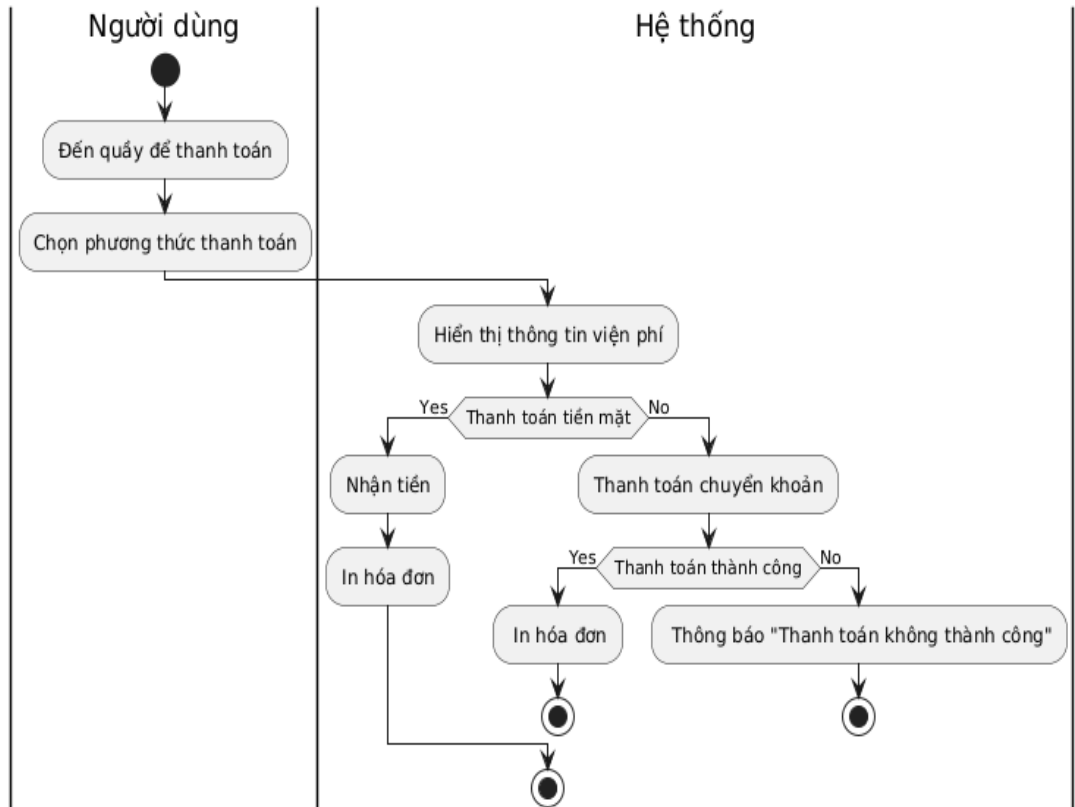 Người dùng
Hệ thống
Đến quầy để thanh toán
Chọn phương thức thanh toán
Hiển thị thông tin viện phí
Yes
Thanh toán tiền mặt
No
Nhận tiền
Thanh toán chuyển khoản
In hóa đơn
Yes
Thanh toán thành công
No
In hóa đơn
Thông báo "Thanh toán không thành công"